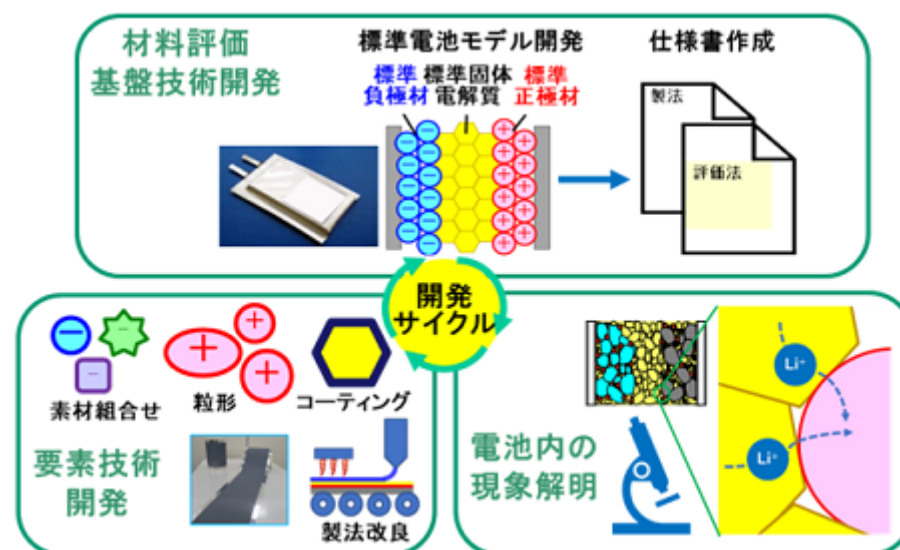 材料評価
基盤技術開発
標準電池モデル開発
仕様書作成
標準
負極材
標準固体
電解質
標準
正極材
製法
評価法
開発
サイクル
素材組合せ
粒形
コーティング
要素技術
開発
製法改良
電池内の
現象解明
Li⁺
Li⁺